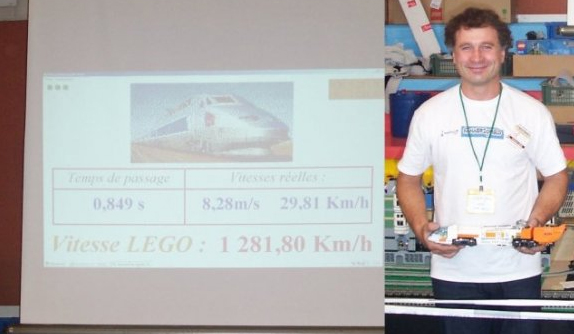 Temps de passage Vitesses réelles :
0,849 s 8,28m/s 29,81 Km/h
Vitesse LEGO : 1 281,80 Km/h